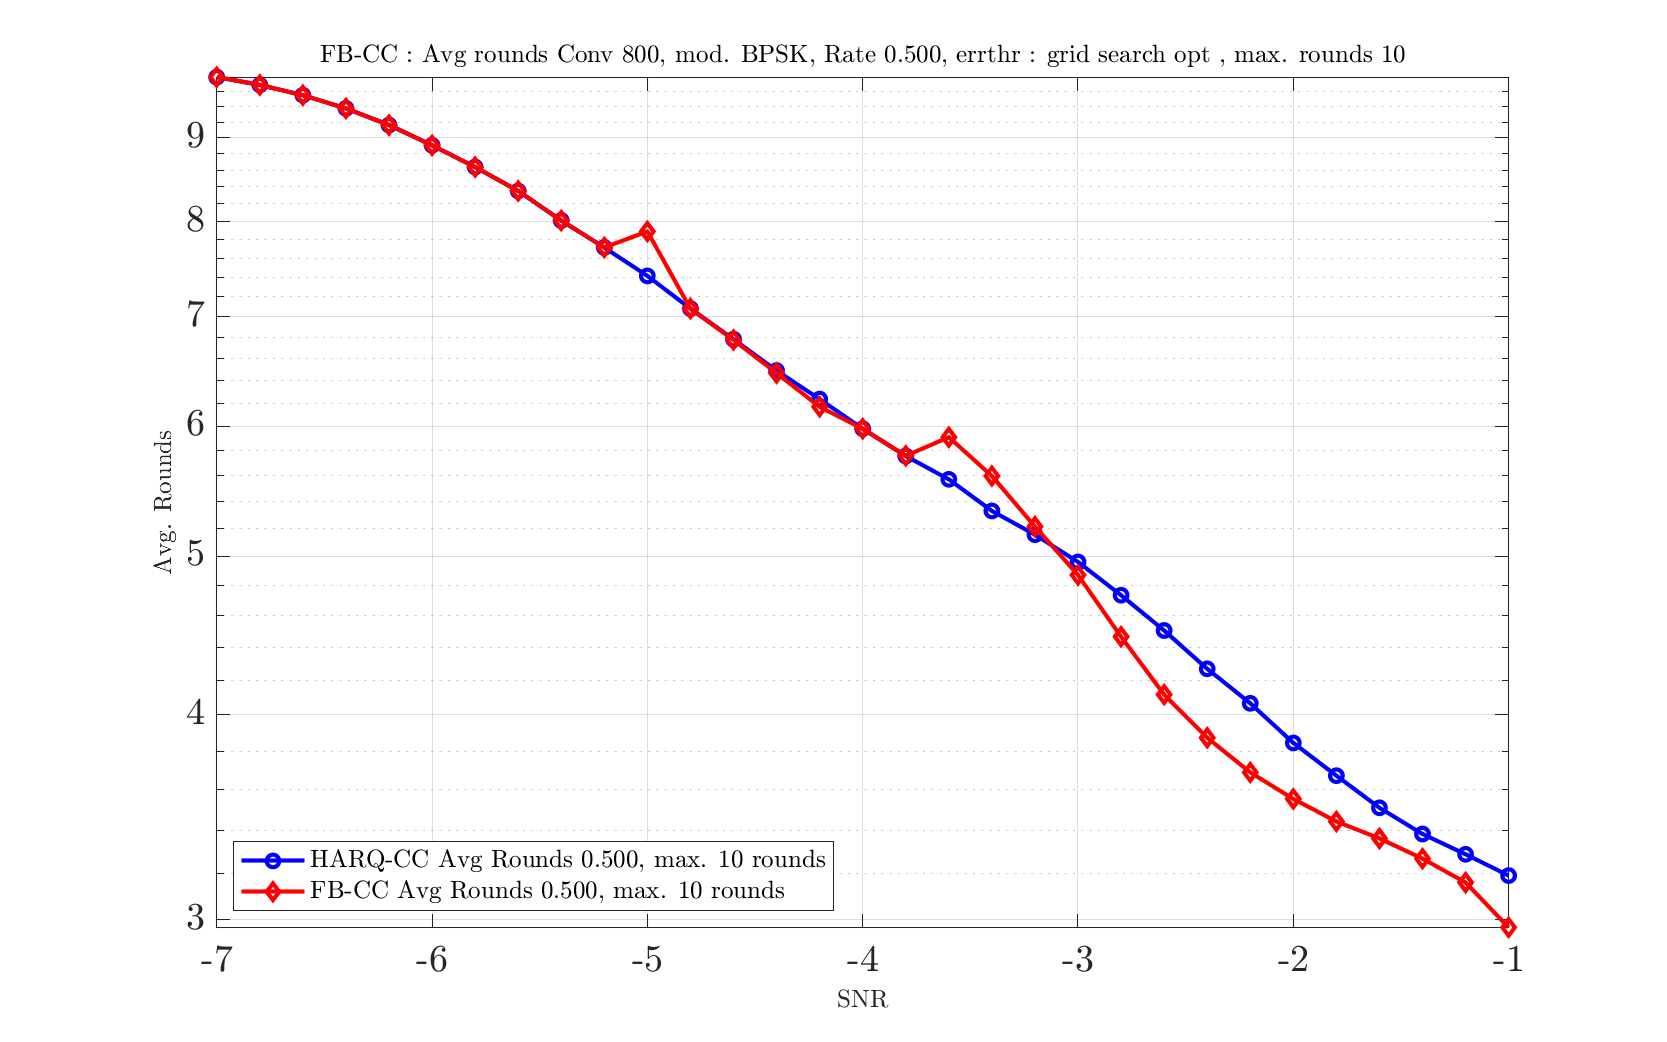 FB-CC : Avg rounds Conv 800, mod. BPSK, Rate 0.500, errthr : grid search opt , max. rounds 10
9
8
7
6
5
4
3
Avg. Rounds
HARQ-CC Avg Rounds 0.500, max. 10 rounds
FB-CC Avg Rounds 0.500, max. 10 rounds
-7 -6 -5 -4 -3 -2 -1
SNR